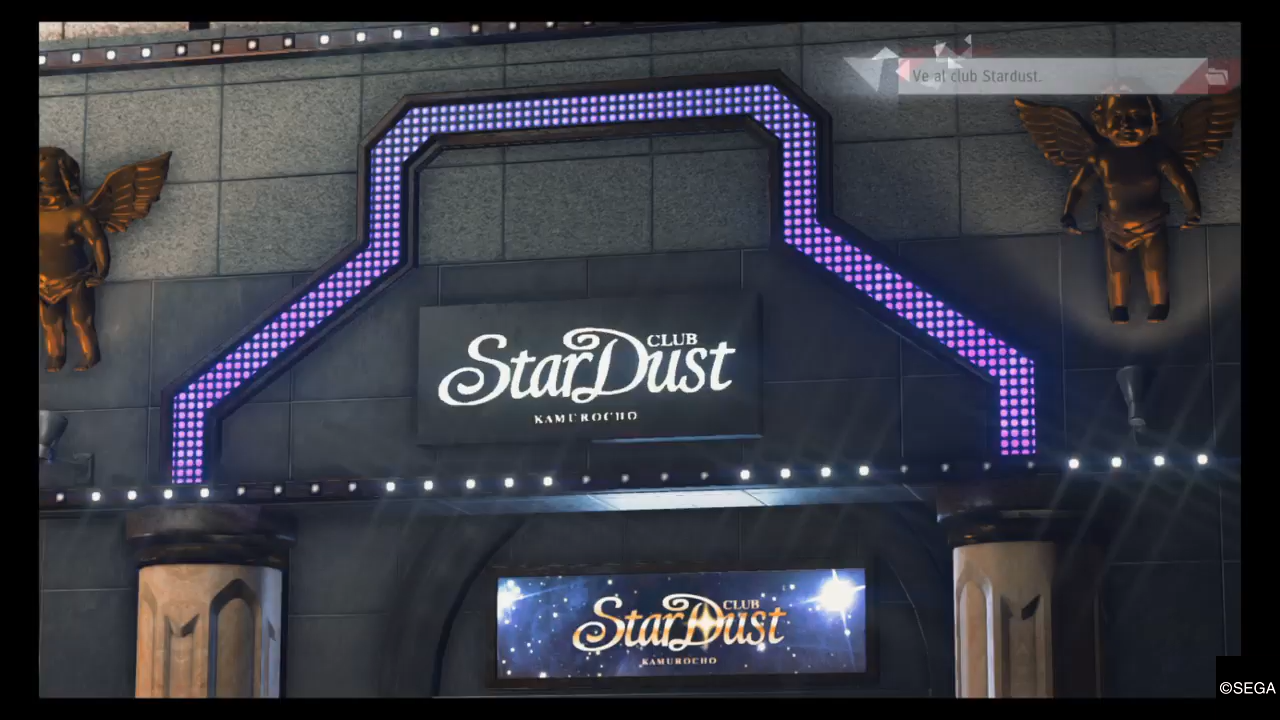 Ve al club Stardust.
CLUB
StarDust
KAMUROCHO
CLUB
StarDust
KAMUROCHO
©SEGA